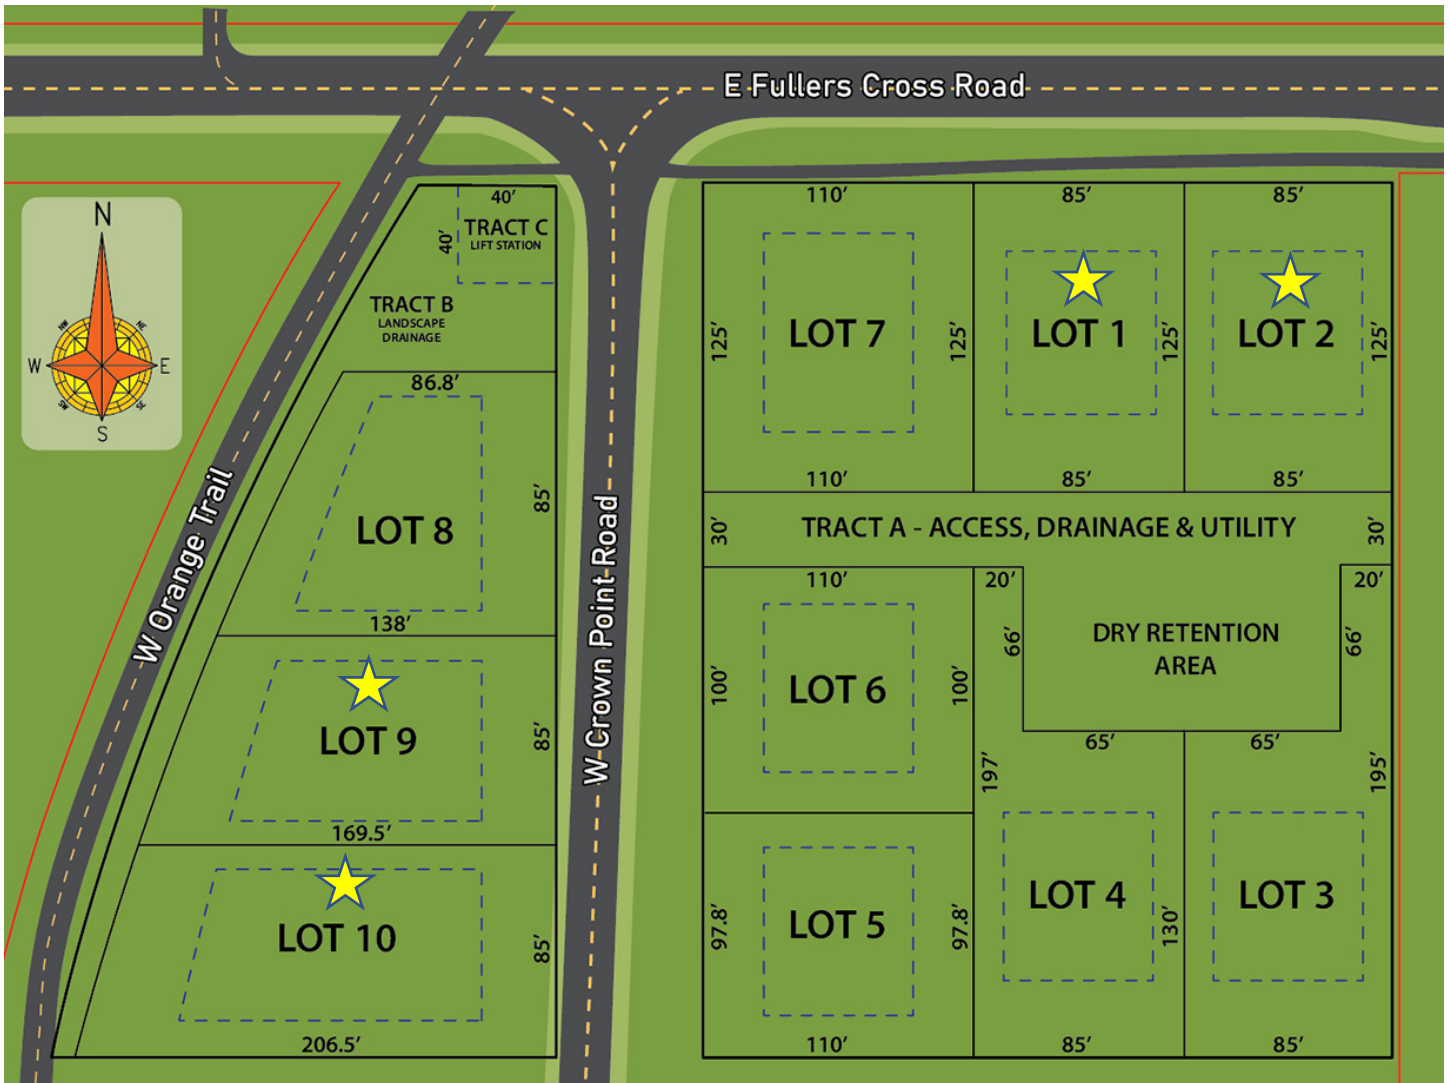 E Fullers Cross Road
N
NW
NE
W
E
SW
SE
S
W Orange Trail
W Crown Point Road
40'
40'
TRACT C
LIFT STATION
TRACT B
LANDSCAPE
DRAINAGE
86.8'
LOT 8
85'
138'
LOT 9
85'
169.5'
LOT 10
85'
206.5'
110'
85'
85'
125'
LOT 7
125'
LOT 1
125'
LOT 2
125'
110'
85'
85'
30'
TRACT A - ACCESS, DRAINAGE & UTILITY
30'
110'
20'
20'
66'
DRY RETENTION
AREA
66'
100'
LOT 6
100'
65'
65'
197'
195'
97.8'
LOT 5
97.8'
LOT 4
130'
LOT 3
110'
85'
85'